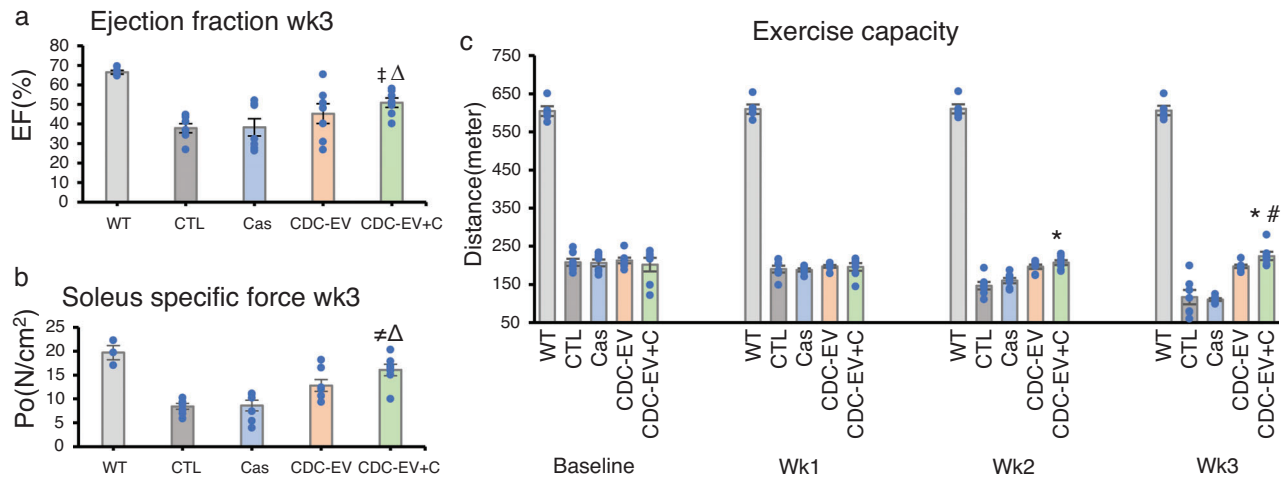 a
Ejection fraction wk3
EF(%)
80
70
60
50
40
30
20
10
0
‡ Δ
WT CTL Cas CDC-EV CDC-EV+C
b
Soleus specific force wk3
Po(N/cm²)
25
20
15
10
5
0
≠Δ
WT CTL Cas CDC-EV CDC-EV+C
c
Exercise capacity
Distance(meter)
750
650
550
450
350
250
150
50
*
* #
WT CTL Cas CDC-EV CDC-EV+C
WT CTL Cas CDC-EV CDC-EV+C
WT CTL Cas CDC-EV CDC-EV+C
WT CTL Cas CDC-EV CDC-EV+C
Baseline Wk1 Wk2 Wk3